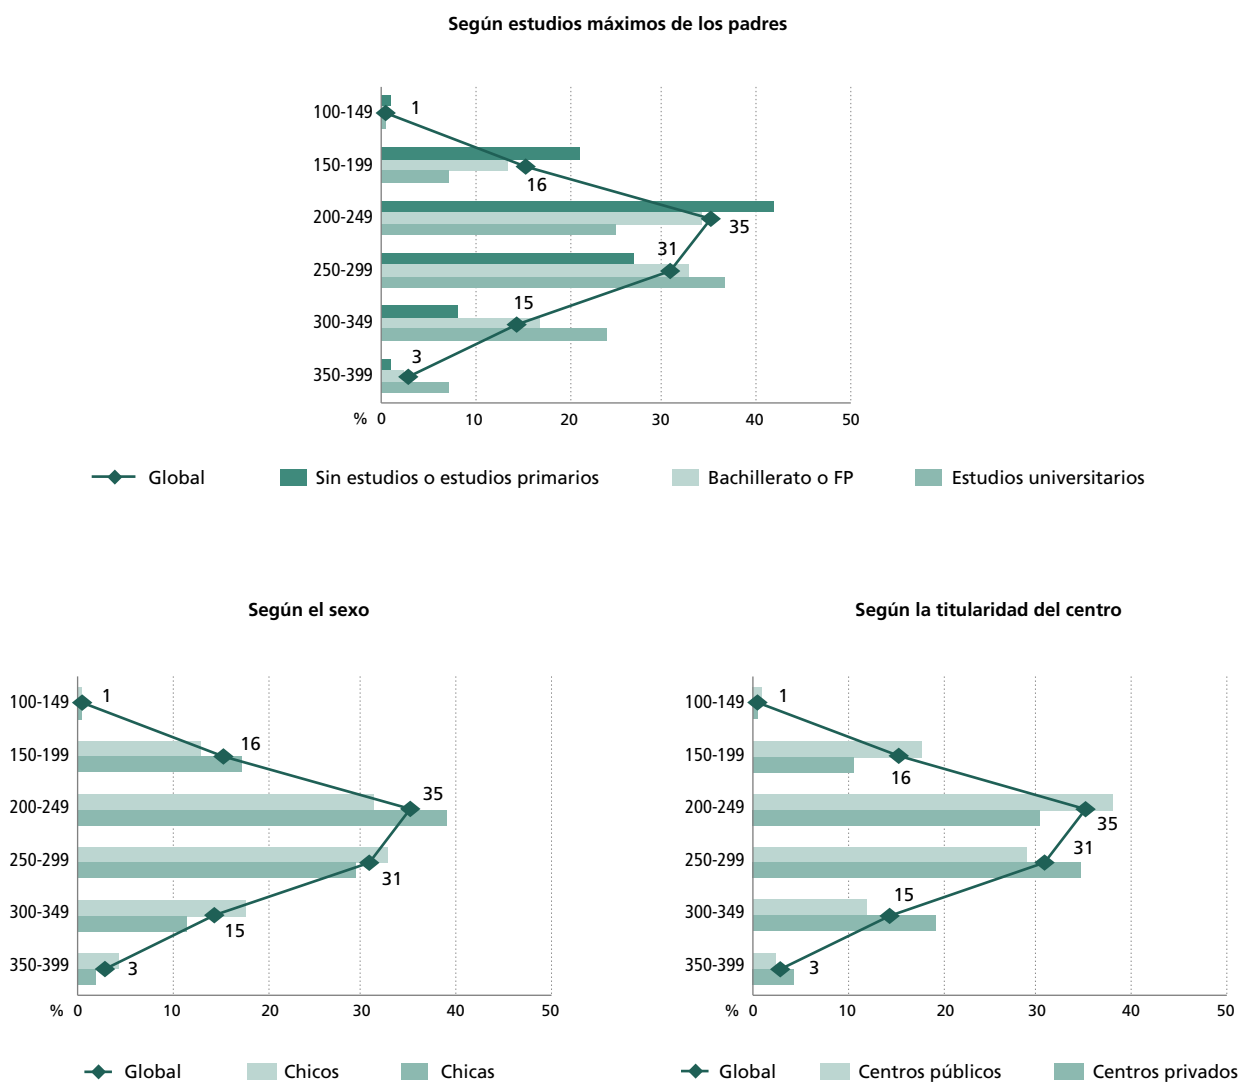 Según estudios máximos de los padres
100-149 1
150-199 16
200-249 35
250-299 31
300-349 15
350-399 3
% 0 10 20 30 40 50
Global Sin estudios o estudios primarios Bachillerato o FP Estudios universitarios
Según el sexo
100-149 1
150-199 16
200-249 35
250-299 31
300-349 15
350-399 3
% 0 10 20 30 40 50
Global Chicos Chicas
Según la titularidad del centro
100-149 1
150-199 16
200-249 35
250-299 31
300-349 15
350-399 3
% 0 10 20 30 40 50
Global Centros públicos Centros privados